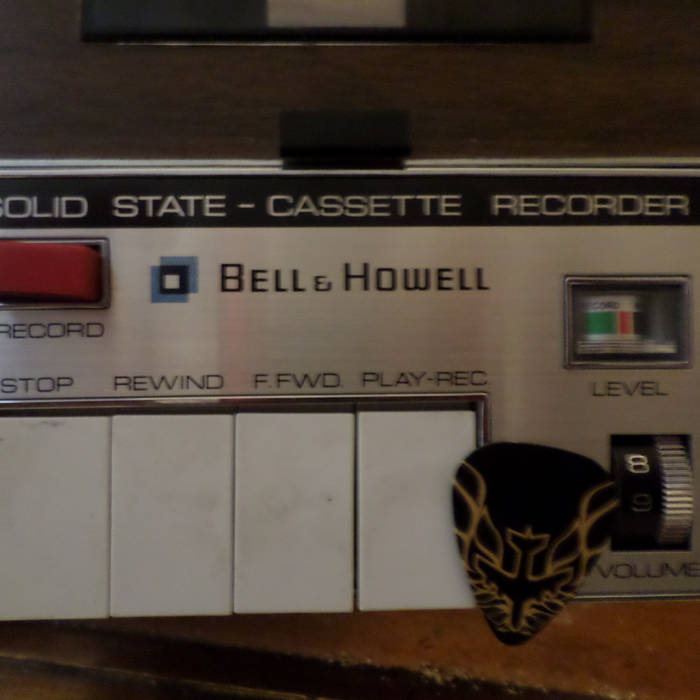 SOLID STATE - CASSETTE RECORDER
BELL & HOWELL
RECORD
STOP REWIND F.FWD. PLAY-REC
LEVEL
8
9
VOLUME